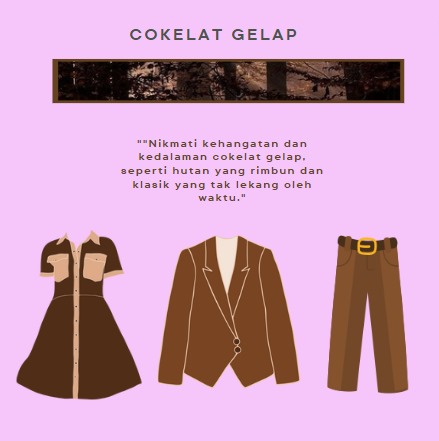 COKELAT GELAP
""Nikmati kehangatan dan
kedalaman cokelat gelap,
seperti hutan yang rimbun dan
klasik yang tak lekang oleh
waktu."